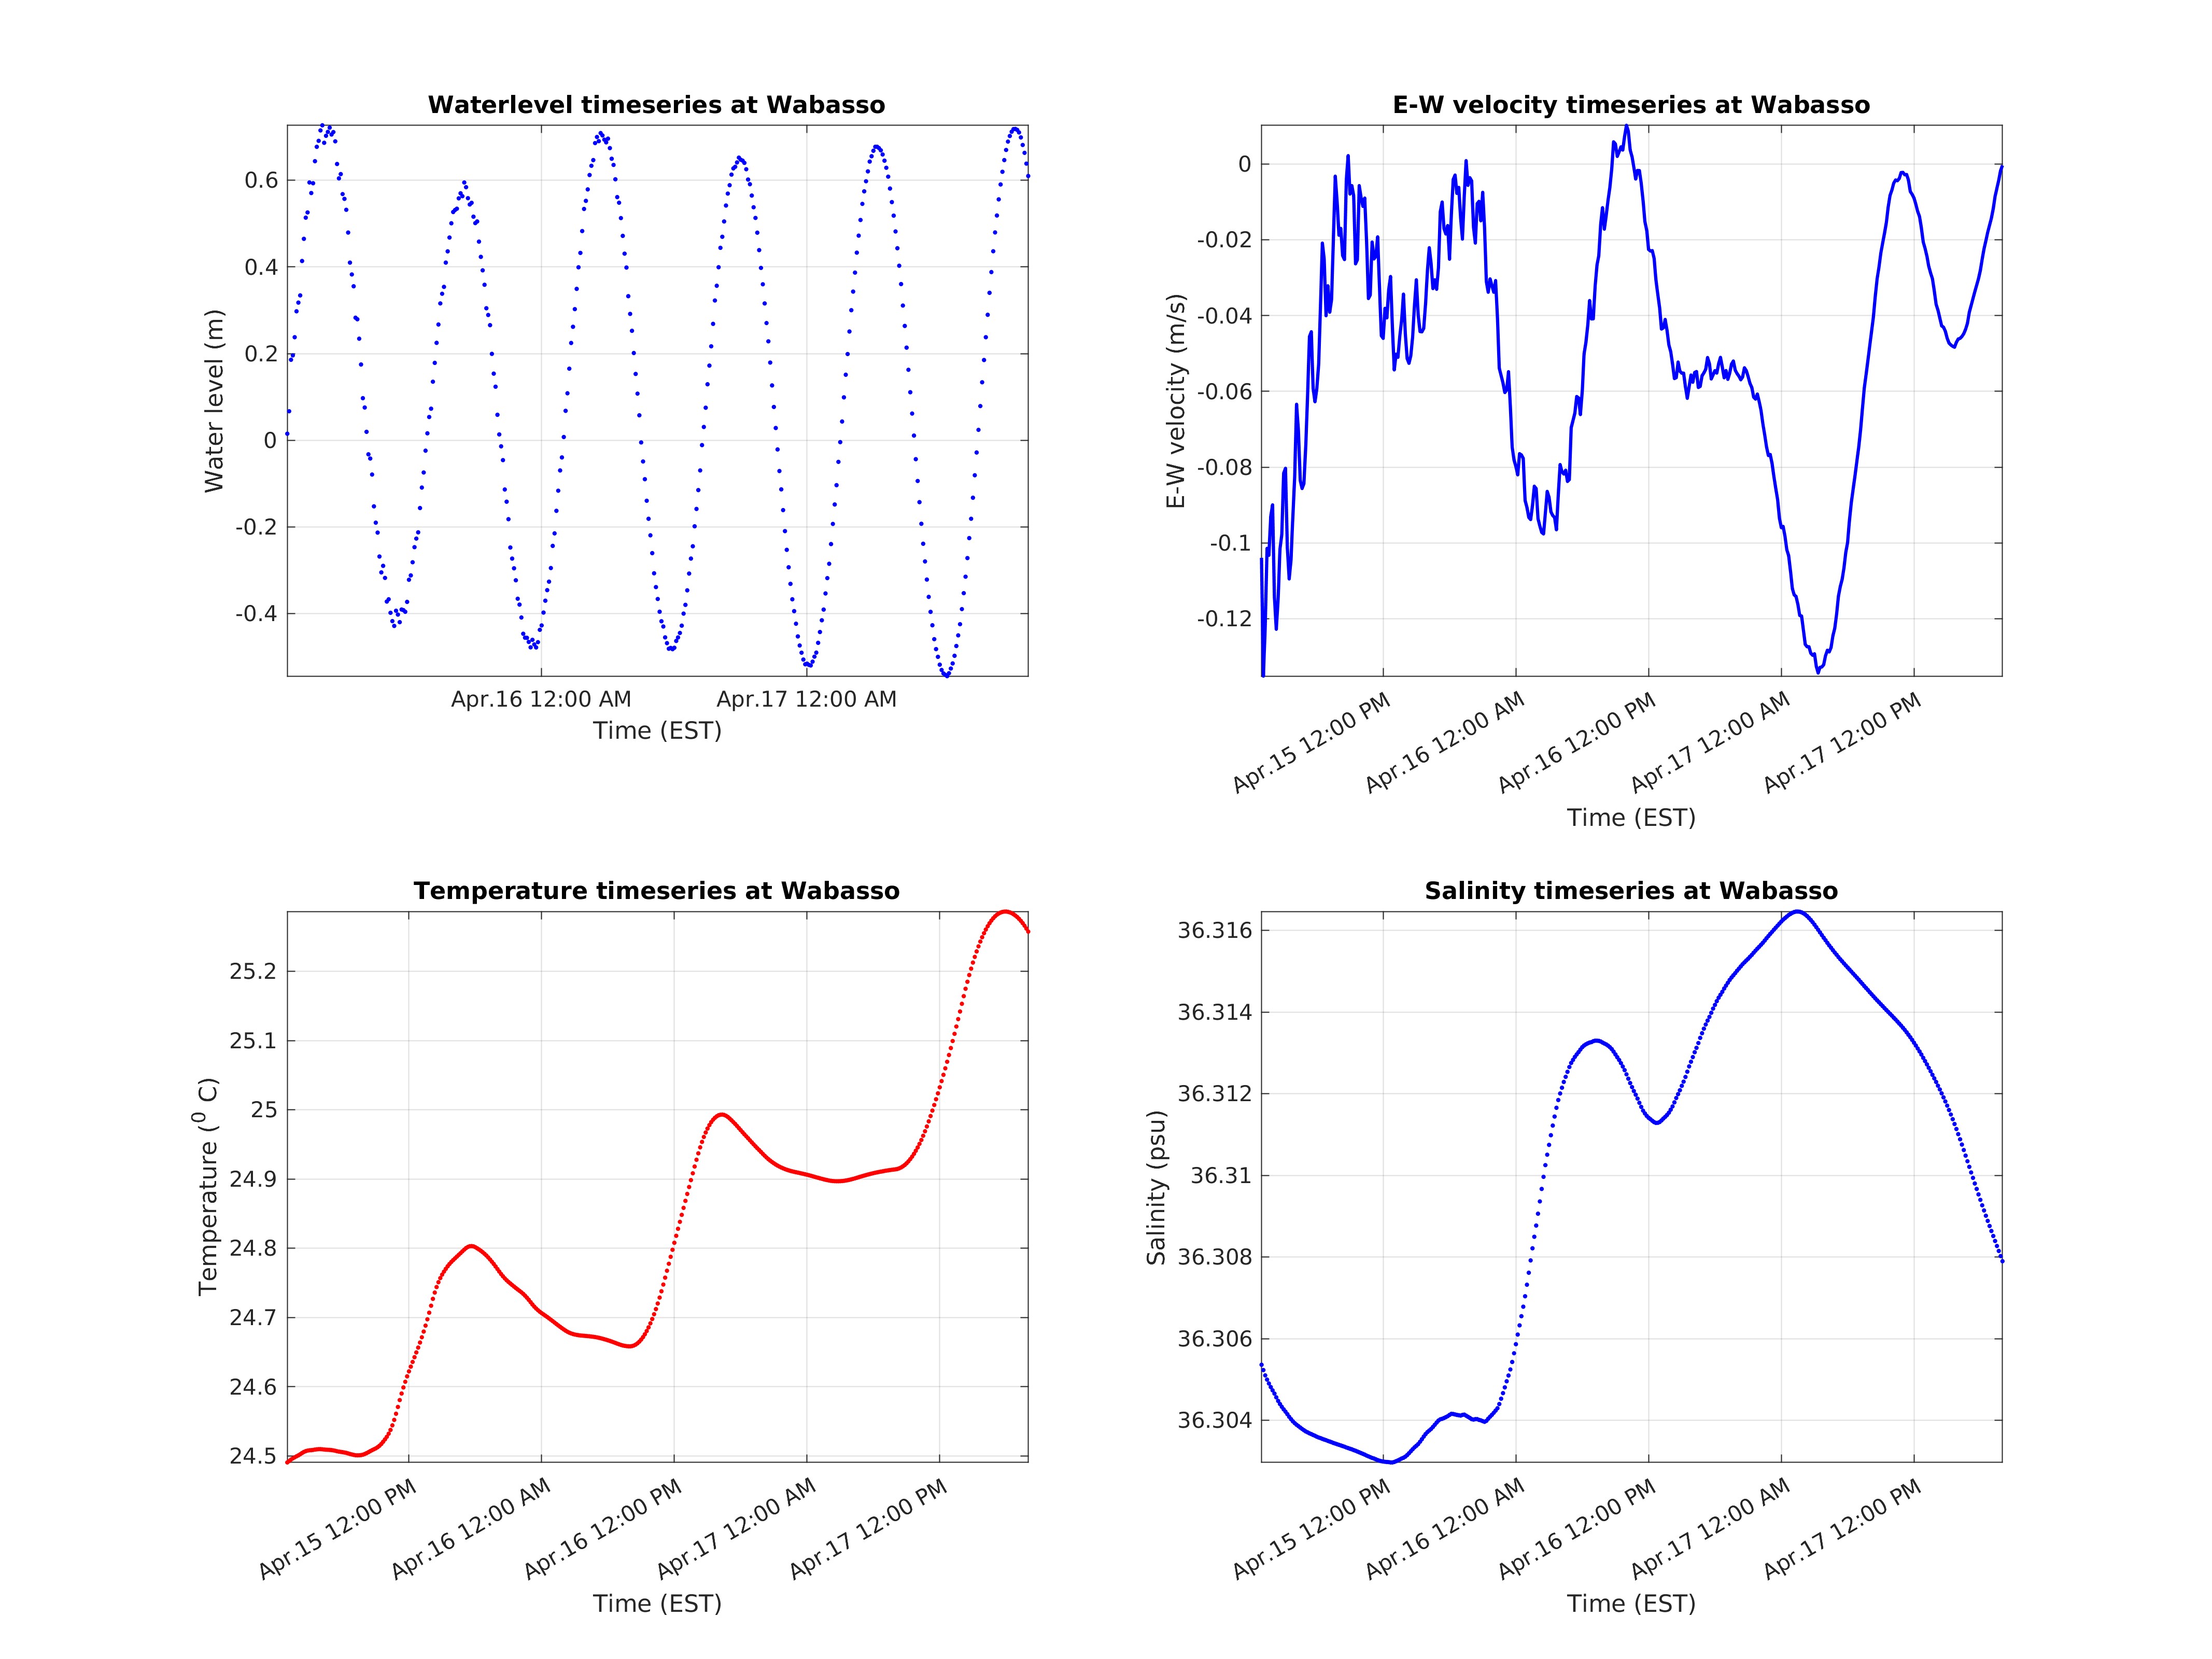 Waterlevel timeseries at Wabasso
0.6
0.4
0.2
0
-0.2
-0.4
Water level (m)
Apr.16 12:00 AM
Apr.17 12:00 AM
Time (EST)
E-W velocity timeseries at Wabasso
0
-0.02
-0.04
-0.06
-0.08
-0.1
-0.12
E-W velocity (m/s)
Apr.15 12:00 PM
Apr.16 12:00 AM
Apr.16 12:00 PM
Apr.17 12:00 AM
Apr.17 12:00 PM
Time (EST)
Temperature timeseries at Wabasso
25.2
25.1
25
24.9
24.8
24.7
24.6
24.5
Temperature (⁰ C)
Apr.15 12:00 PM
Apr.16 12:00 AM
Apr.16 12:00 PM
Apr.17 12:00 AM
Apr.17 12:00 PM
Time (EST)
Salinity timeseries at Wabasso
36.316
36.314
36.312
36.31
36.308
36.306
36.304
Salinity (psu)
Apr.15 12:00 PM
Apr.16 12:00 AM
Apr.16 12:00 PM
Apr.17 12:00 AM
Apr.17 12:00 PM
Time (EST)